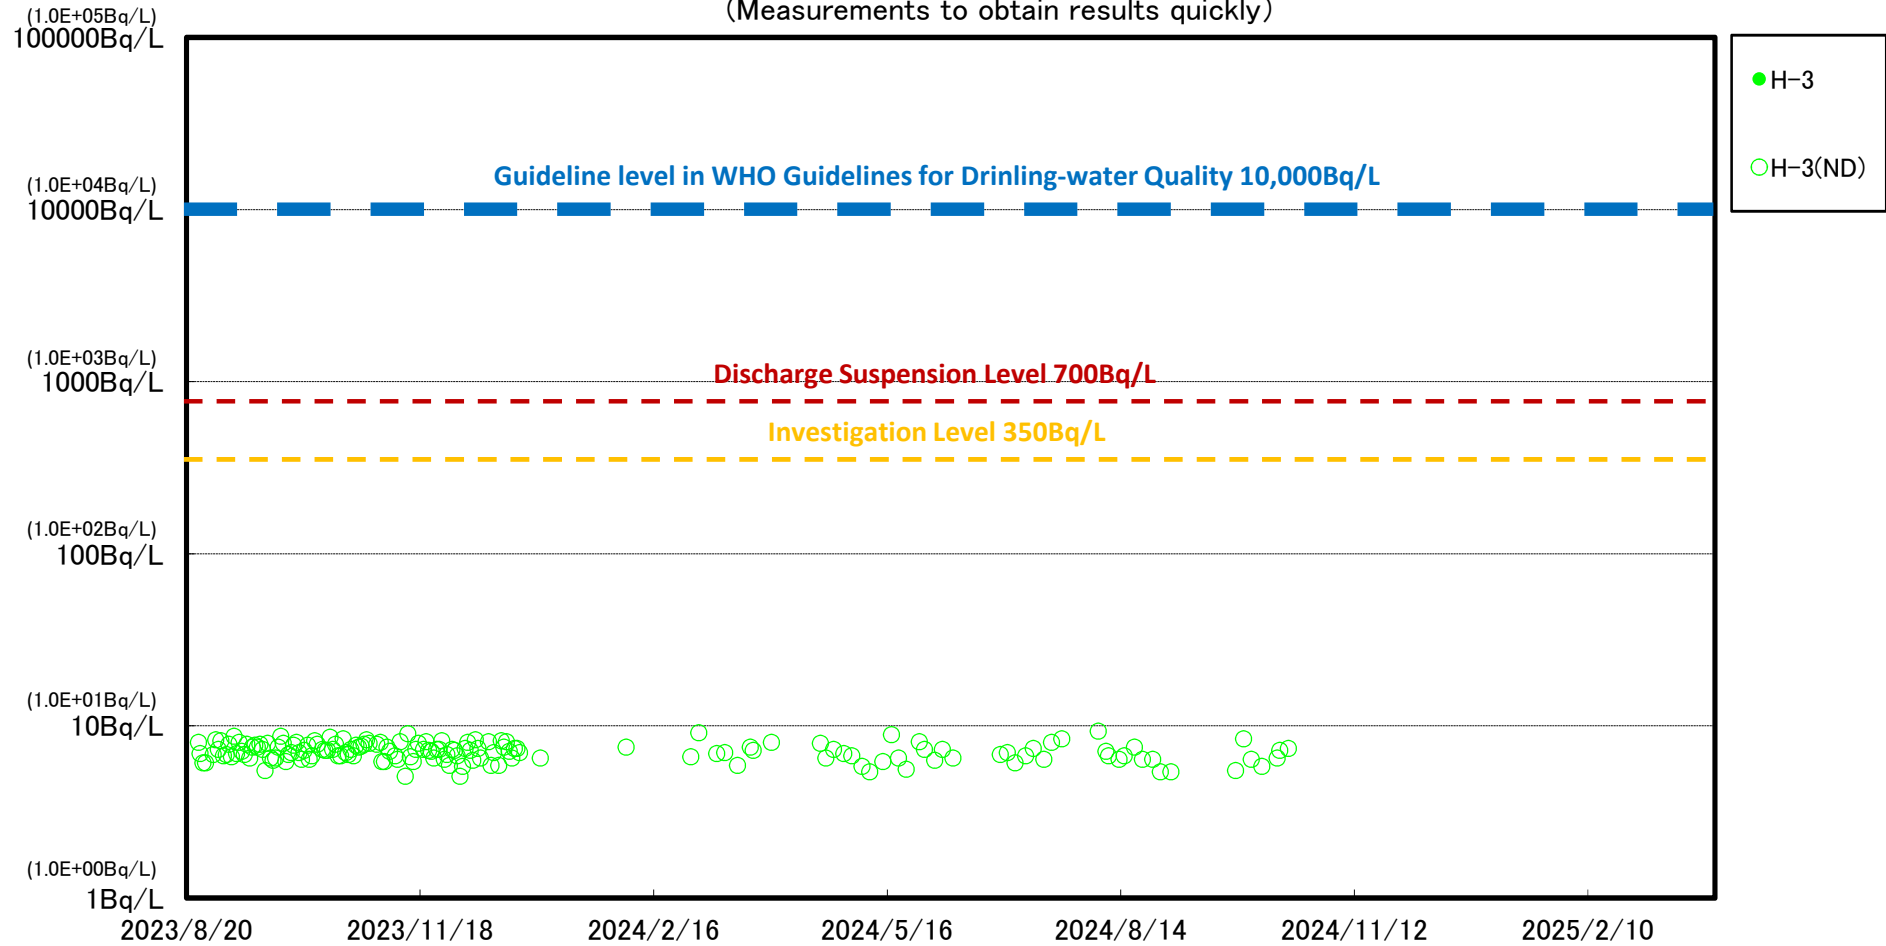 (Measurements to obtain results quickly)
(1.0E+05Bq/L)
100000Bq/L
H-3
H-3(ND)
Guideline level in WHO Guidelines for Drinling-water Quality 10,000Bq/L
(1.0E+04Bq/L)
10000Bq/L
(1.0E+03Bq/L)
1000Bq/L
Discharge Suspension Level 700Bq/L
Investigation Level 350Bq/L
(1.0E+02Bq/L)
100Bq/L
(1.0E+01Bq/L)
10Bq/L
(1.0E+00Bq/L)
1Bq/L
2023/8/20 2023/11/18 2024/2/16 2024/5/16 2024/8/14 2024/11/12 2025/2/10